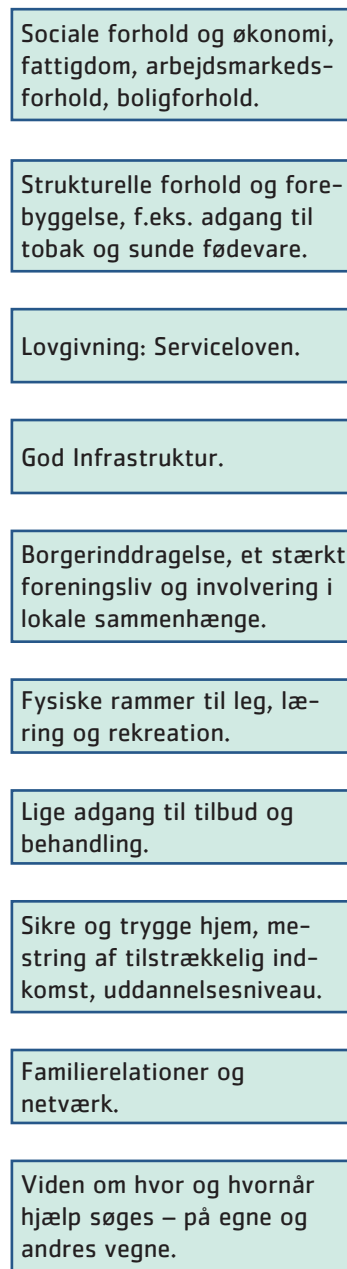 Sociale forhold og økonomi,
fattigdom, arbejdsmarkeds-
forhold, boligforhold.
Strukturelle forhold og fore-
byggelse, f.eks. adgang til
tobak og sunde fødevare.
Lovgivning: Serviceloven.
God Infrastruktur.
Borgerinddragelse, et stærkt
foreningsliv og involvering i
lokale sammenhænge.
Fysiske rammer til leg, læ-
ring og rekreation.
Lige adgang til tilbud og
behandling.
Sikre og trygge hjem, me-
string af tilstrækkelig ind-
komst, uddannelsesniveau.
Familierelationer og
netværk.
Viden om hvor og hvornår
hjælp søges – på egne og
andres vegne.